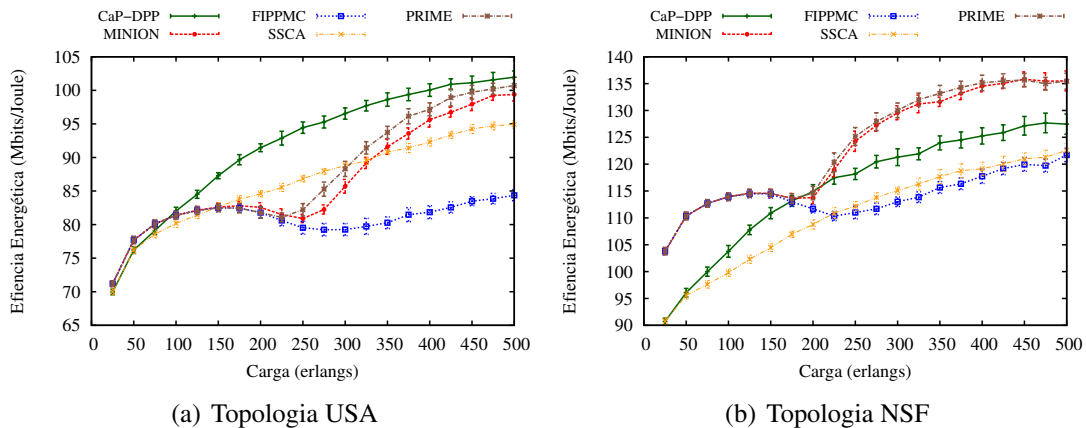 CaP-DPP
FIPPMC
PRIME
MINION
SSCA
Efiencia Energética (Mbits/Joule)
105
100
95
90
85
80
75
70
65
0 50 100 150 200 250 300 350 400 450 500
Carga (erlangs)
(a) Topologia USA
CaP-DPP
FIPPMC
PRIME
MINION
SSCA
Efiencia Energética (Mbits/Joule)
140
135
130
125
120
115
110
105
100
95
90
0 50 100 150 200 250 300 350 400 450 500
Carga (erlangs)
(b) Topologia NSF